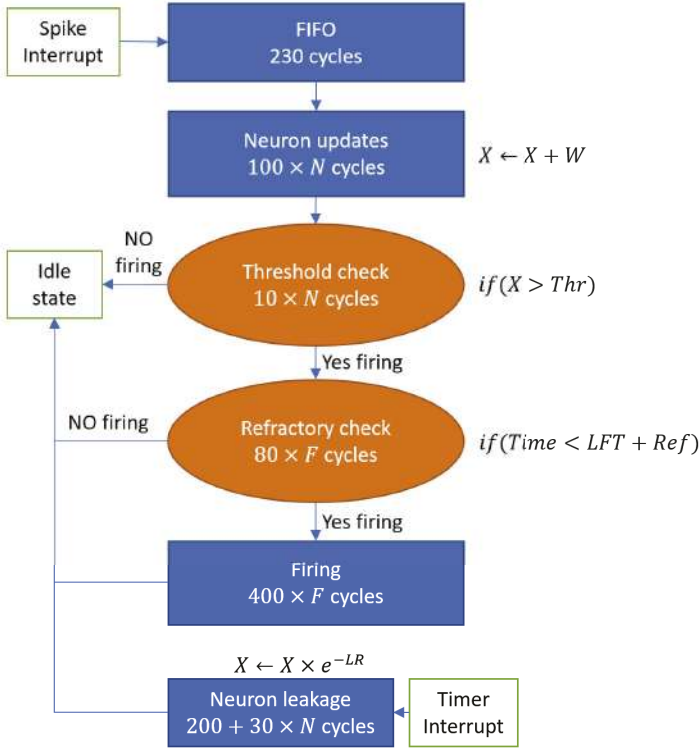 Spike
Interrupt
FIFO
230 cycles
Neuron updates
100 × N cycles
X ← X + W
NO
firing
Idle
state
Threshold check
10 × N cycles
if(X > Thr)
Yes firing
NO firing
Refractory check
80 × F cycles
if(Time < LFT + Ref)
Yes firing
Firing
400 × F cycles
X ← X × e^{−LR}
Neuron leakage
200 + 30 × N cycles
Timer
Interrupt